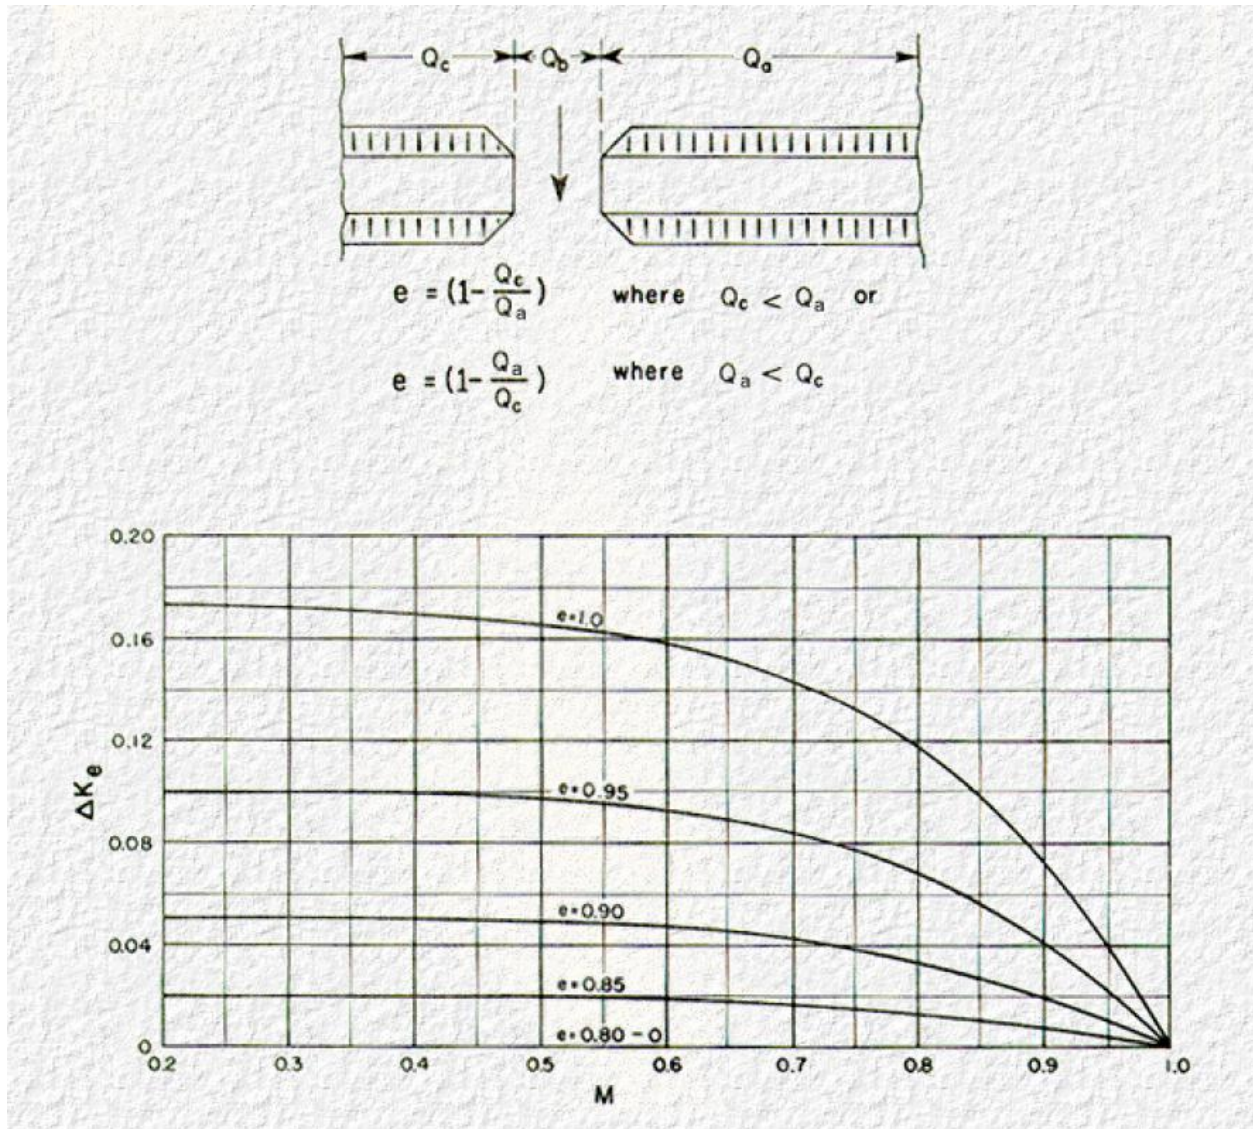 Qc Qb Qa
e = (1- Qc/Qa) where Qc < Qa or
e = (1- Qa/Qc) where Qa < Qc
0.20
e=1.0
0.16
0.12
ΔKe
e=0.95
0.08
e=0.90
0.04
e=0.85
e=0.80 - 0
0
0.2 0.3 0.4 0.5 0.6 0.7 0.8 0.9 1.0
M